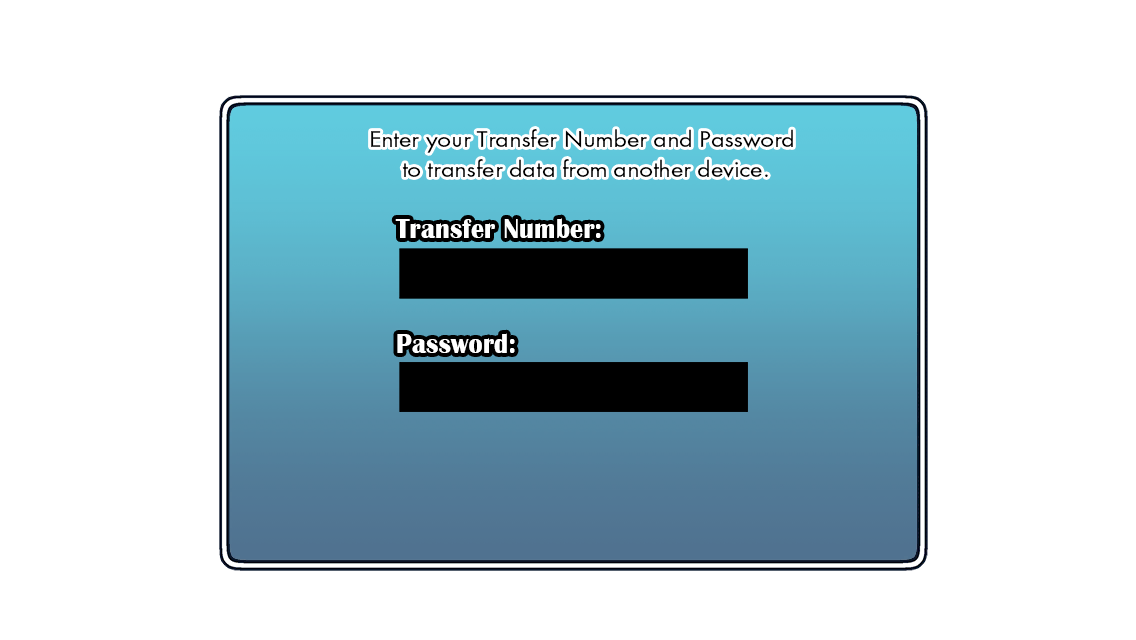 Enter your Transfer Number and Password
to transfer data from another device.
Transfer Number:
Password: